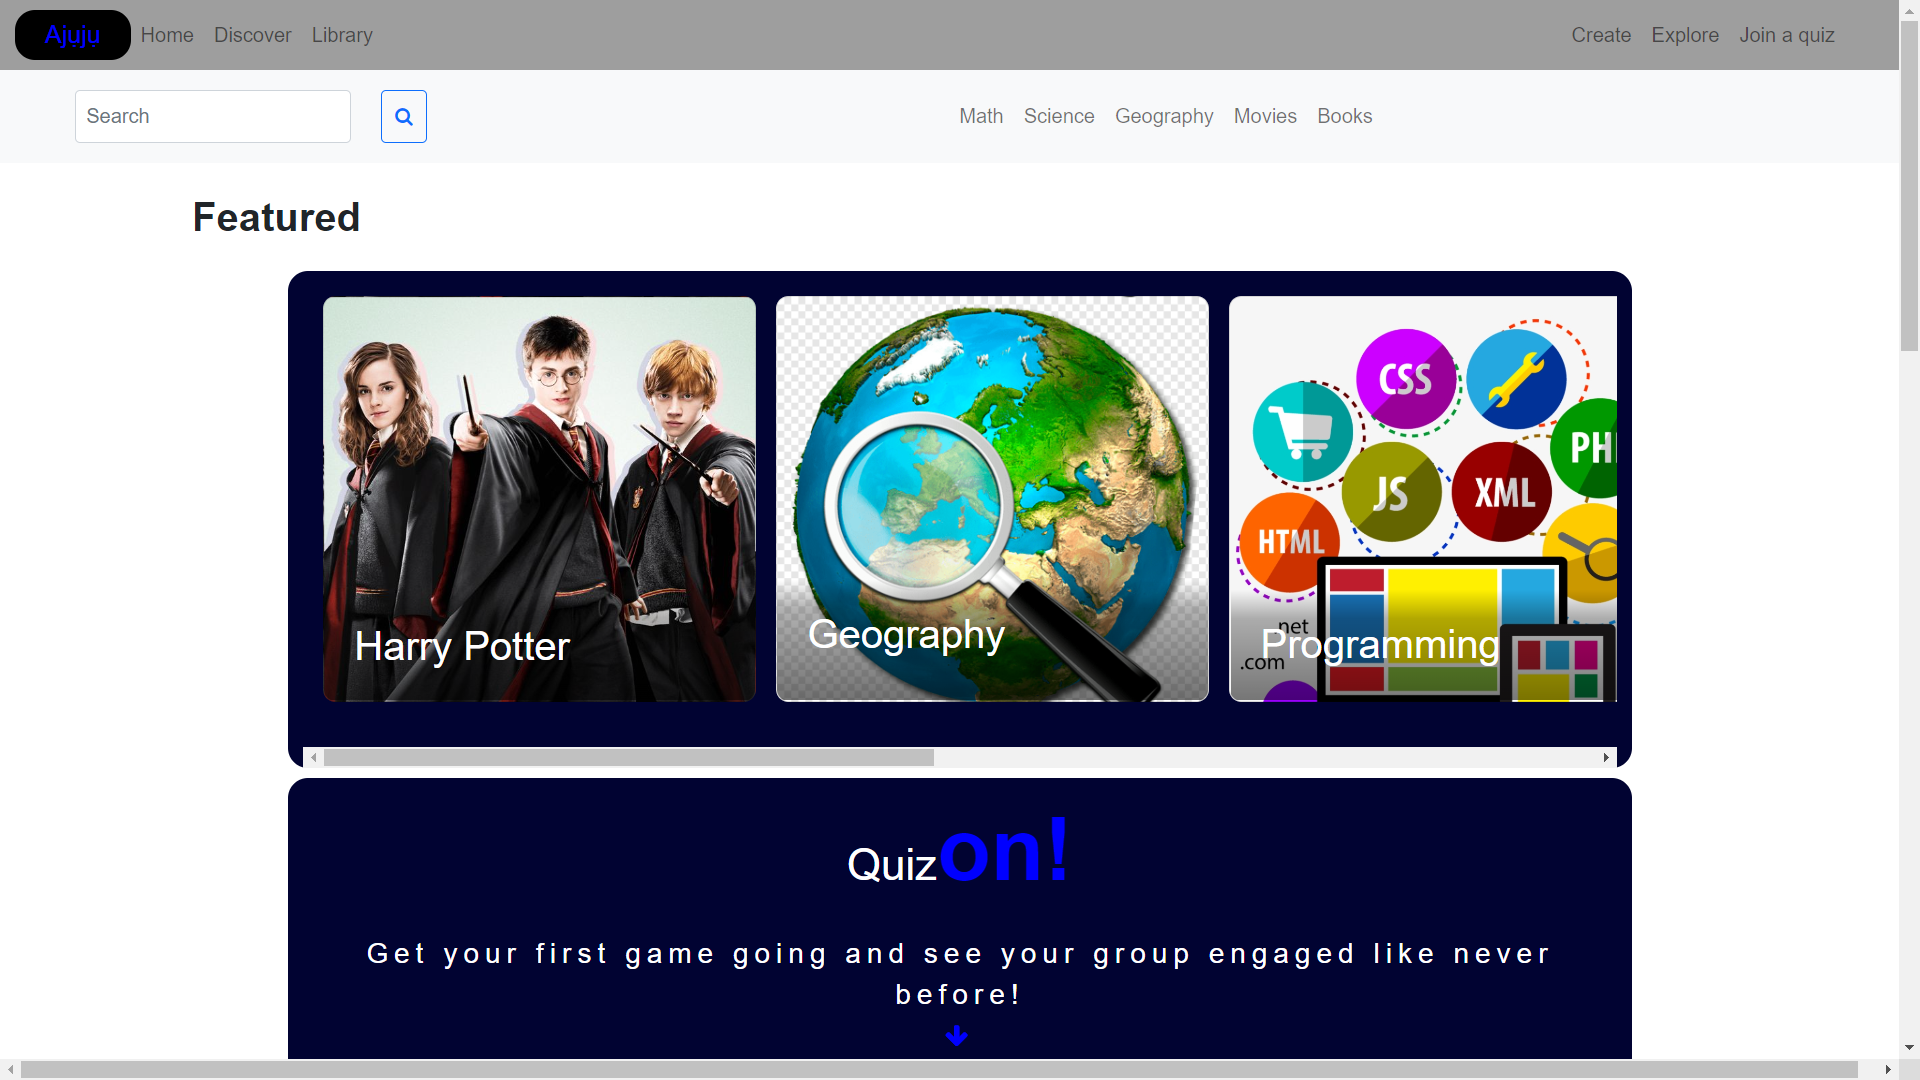 Ajụjụ Home Discover Library Create Explore Join a quiz
Search Math Science Geography Movies Books
Featured
CSS
PH
JS XML
HTML
.net
.com
Harry Potter Geography Programming
Quizon!
Get your first game going and see your group engaged like never
before!